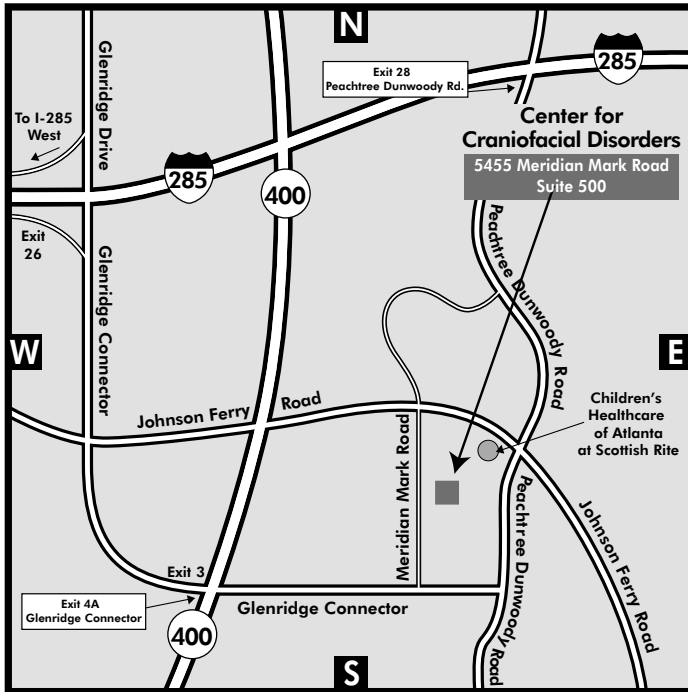 N
Glenridge Drive
Exit 28
Peachtree Dunwoody Rd.
285
To I-285
West
Center for
Craniofacial Disorders
5455 Meridian Mark Road
Suite 500
285
400
Exit
26
Glenridge Connector
Peachtree Dunwoody Road
W
E
Johnson Ferry Road
Children's
Healthcare
of Atlanta
at Scottish Rite
Meridian Mark Road
Peachtree Dunwoody Road
Johnson Ferry Road
Exit 3
Exit 4A
Glenridge Connector
Glenridge Connector
400
S